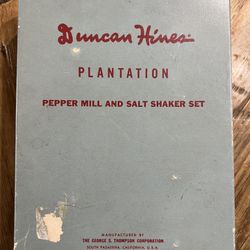 Duncan Hines
PLANTATION
PEPPER MILL AND SALT SHAKER SET
MANUFACTURED BY
THE GEORGE S. THOMPSON CORPORATION
SOUTH PASADENA, CALIFORNIA, U.S.A.